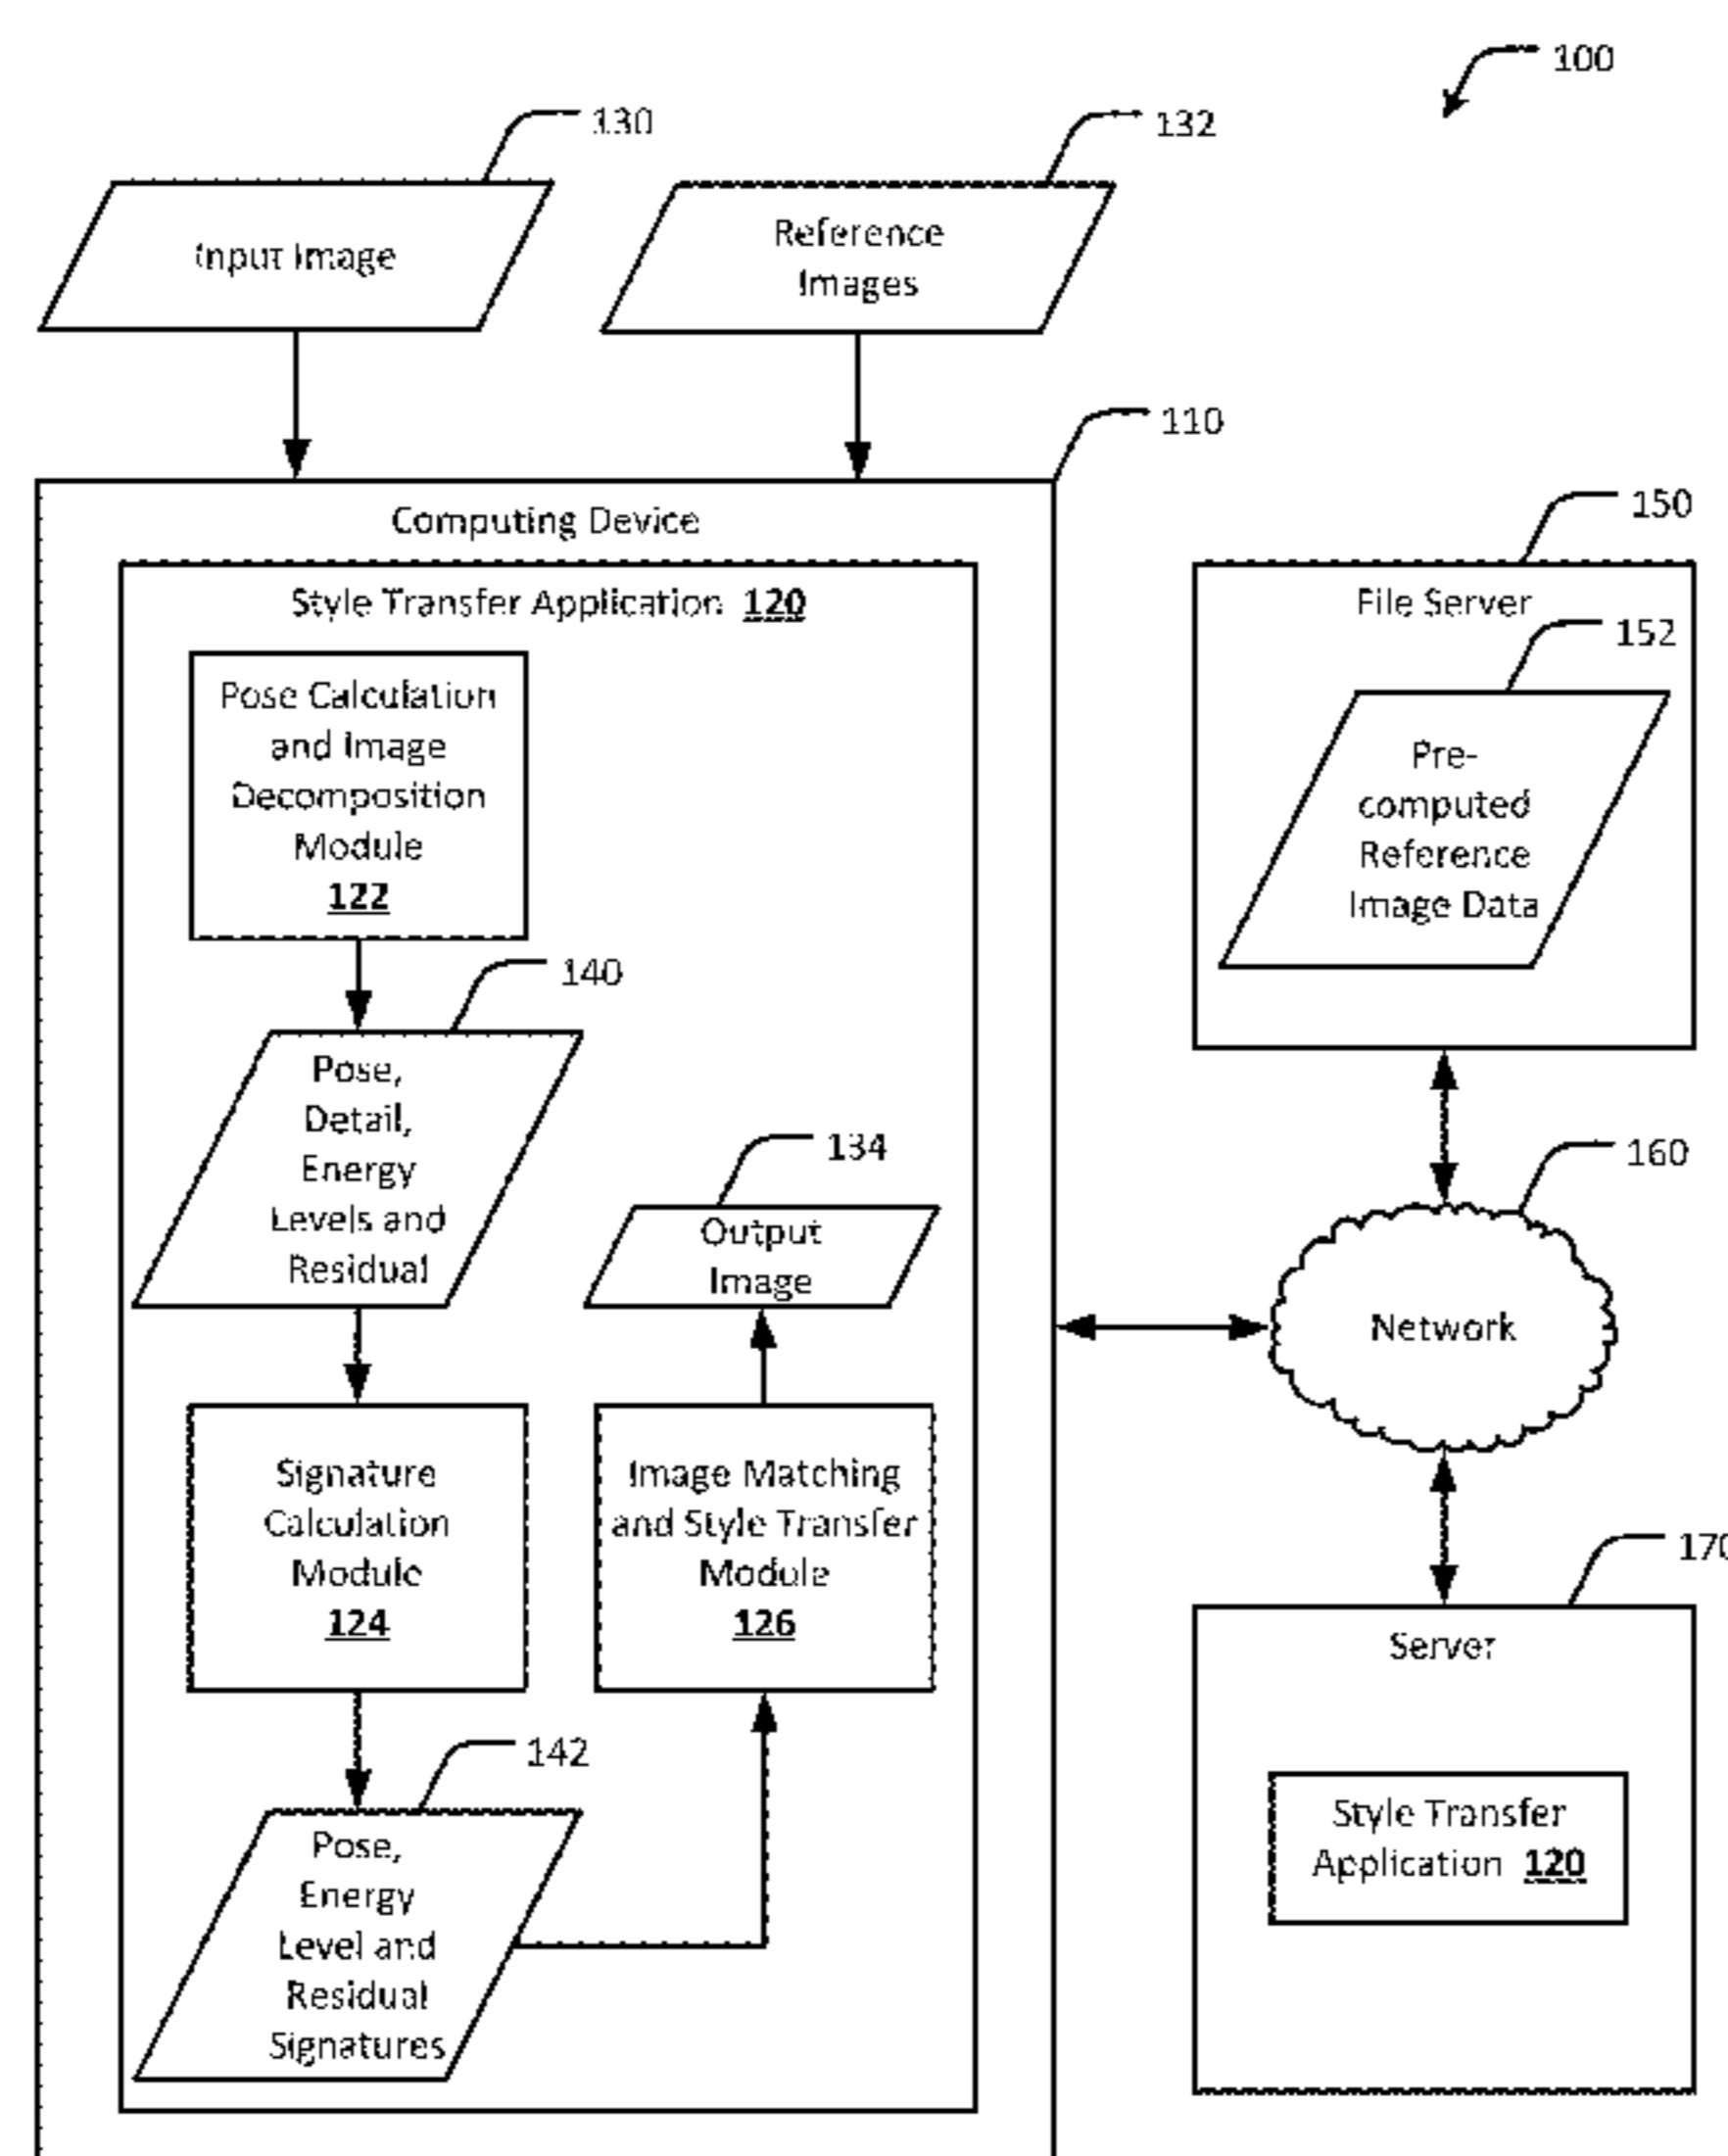 100
130
132
Input Image
Reference
Images
110
Computing Device
Style Transfer Application 120
Pose Calculation
and Image
Decomposition
Module
122
140
Pose,
Detail,
Energy
Levels and
Residual
134
Output
Image
Signature
Calculation
Module
124
Image Matching
and Style Transfer
Module
126
142
Pose,
Energy
Level and
Residual
Signatures
150
File Server
152
Pre-
computed
Reference
Image Data
160
Network
170
Server
Style Transfer
Application 120